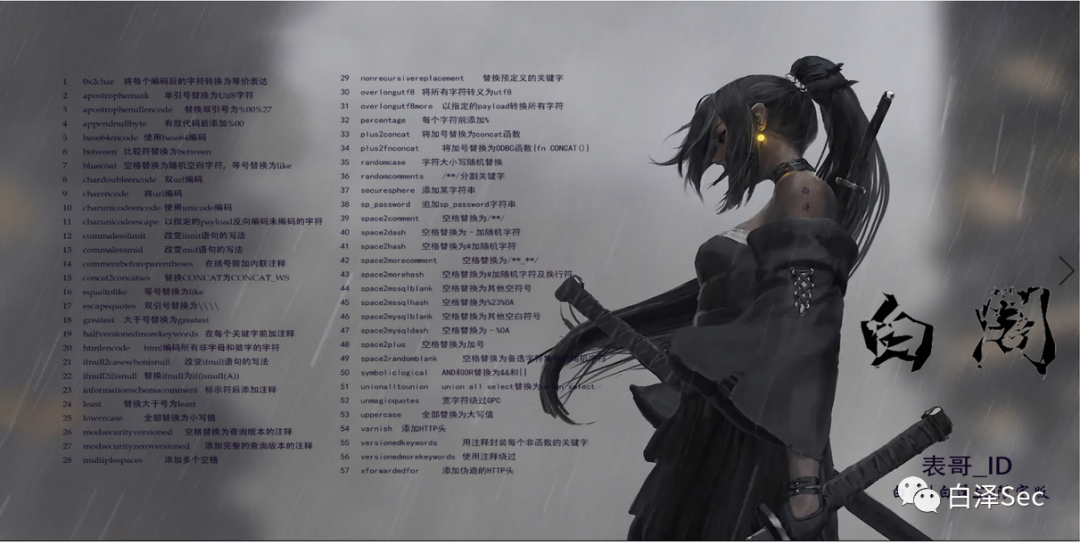 1 0x2char 将每个编码后的字符转换为等价表达
2 apostrophemask 单引号替换为Utf8字符
3 apostrophenullencode 替换双引号为%00%27
4 appendnullbyte 有效代码后添加%00
5 base64encode 使用base64编码
6 between 比较符替换为between
7 bluecoat 空格替换为随机空白字符，等号替换为like
8 chardoubleencode 双url编码
9 charencode 将url编码
10 charunicodeencode 使用unicode编码
11 charunicodeescape 以指定的payload反向编码未编码的字符
12 commalesslimit 改变limit语句的写法
13 commalessmid 改变mid语句的写法
14 commentbeforeparentheses 在括号前加内联注释
15 concat2concatws 替换CONCAT为CONCAT_WS
16 equaltolike 等号替换为like
17 escapequotes 双引号替换为\\\\
18 greatest 大于号替换为greatest
19 halfversionedmorekeywords 在每个关键字前加注释
20 htmlencode html编码所有非字母和数字的字符
21 ifnull2casewhenisnull 改变ifnull语句的写法
22 ifnull2ifisnull 替换ifnull为if(isnull(A))
23 informationschemacomment 标示符后添加注释
24 least 替换大于号为least
25 lowercase 全部替换为小写值
26 modsecurityversioned 空格替换为查询版本的注释
27 modsecurityzeroversioned 添加完整的查询版本的注释
28 multiplespaces 添加多个空格
29 nonrecursivereplacement 替换预定义的关键字
30 overlongutf8 将所有字符转义为utf8
31 overlongutf8more 以指定的payload转换所有字符
32 percentage 每个字符前添加%
33 plus2concat 将加号替换为concat函数
34 plus2fnconcat 将加号替换为ODBC函数{fn CONCAT()}
35 randomcase 字符大小写随机替换
36 randomcomments /**/分割关键字
37 securesphere 添加某字符串
38 sp_password 追加sp_password字符串
39 space2comment 空格替换为/**/
40 space2dash 空格替换为-加随机字符
41 space2hash 空格替换为#加随机字符
42 space2morecomment 空格替换为/**_**/
43 space2morehash 空格替换为#加随机字符及换行符
44 space2mssqlblank 空格替换为其他空符号
45 space2mssqlhash 空格替换为%23%0A
46 space2mysqlblank 空格替换为其他空白符号
47 space2mysqldash 空格替换为-%0A
48 space2plus 空格替换为加号
49 space2randomblank 空格替换为备选字符
50 symboliclogical AND和OR替换为&&和||
51 unionalltounion union all select替换为union select
52 unmagicquotes 宽字符绕过GPC
53 uppercase 全部替换为大写值
54 varnish 添加HTTP头
55 versionedkeywords 用注释封装每个非函数的关键字
56 versionedmorekeywords 使用注释绕过
57 xforwardedfor 添加伪造的HTTP头
白阁
表哥_ID
白泽Sec